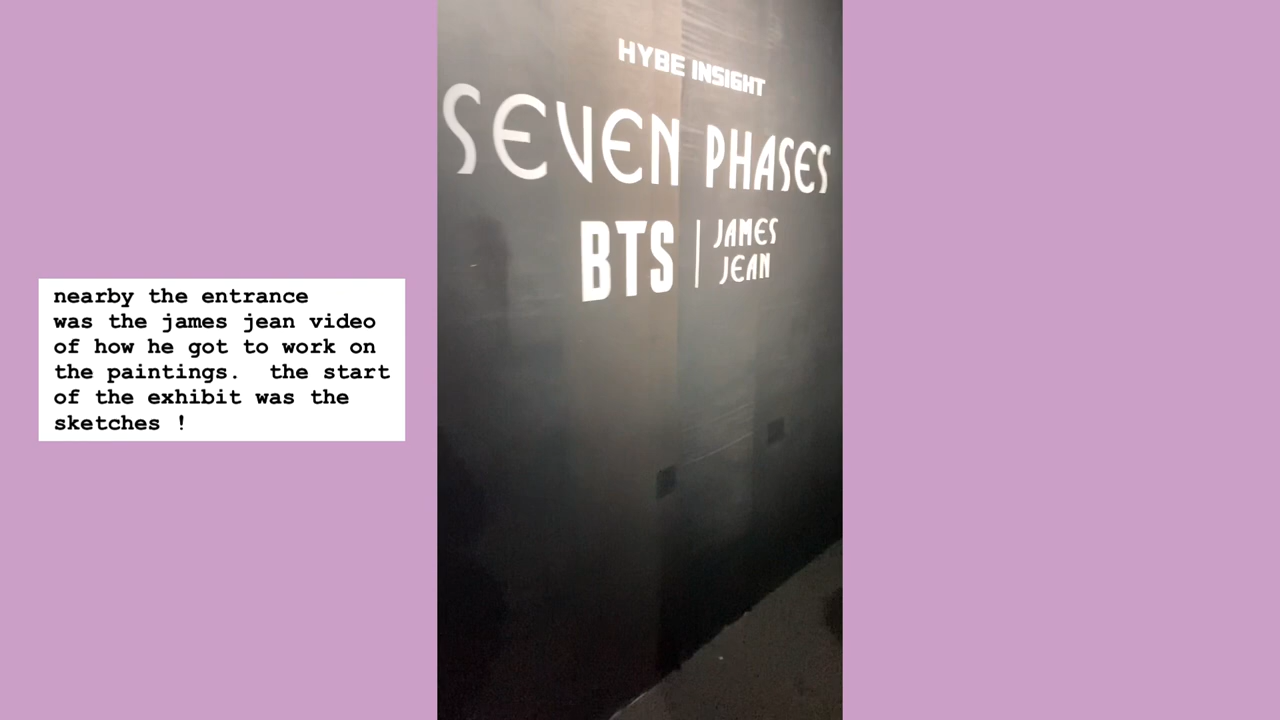 HYBE INSIGHT
SEVEN PHASES
BTS | JAMES
JEAN
nearby the entrance
was the james jean video
of how he got to work on
the paintings.  the start
of the exhibit was the
sketches !